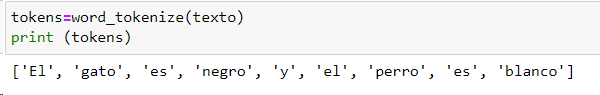 tokens=word_tokenize(texto)
print (tokens)
['El', 'gato', 'es', 'negro', 'y', 'el', 'perro', 'es', 'blanco']